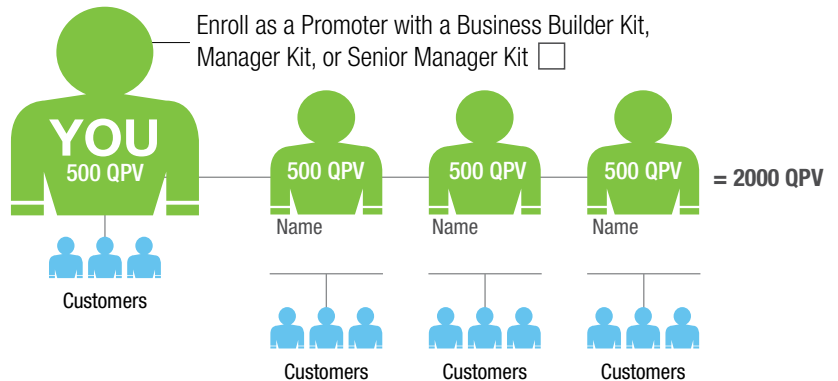 Enroll as a Promoter with a Business Builder Kit,
Manager Kit, or Senior Manager Kit
YOU
500 QPV
500 QPV
500 QPV
500 QPV
= 2000 QPV
Name
Name
Name
Customers
Customers
Customers
Customers